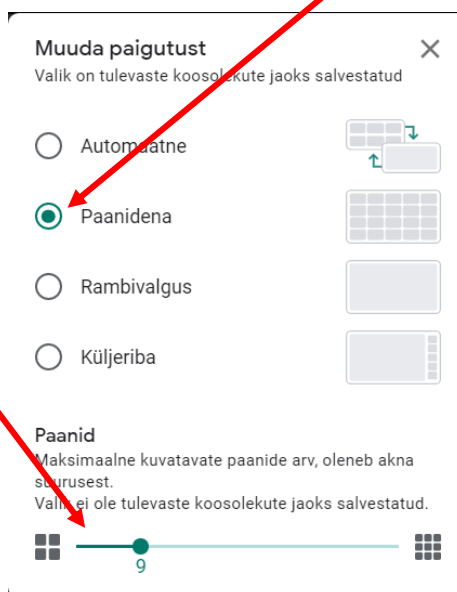 Muuda paigutust
Valik on tulevaste koosolekute jaoks salvestatud
Automaatne
Paanidena
Rambivalgus
Küljeriba
Paanid
Maksimaalne kuvatavate paanide arv, oleneb akna
suurusest.
Valik ei ole tulevaste koosolekute jaoks salvestatud.
9